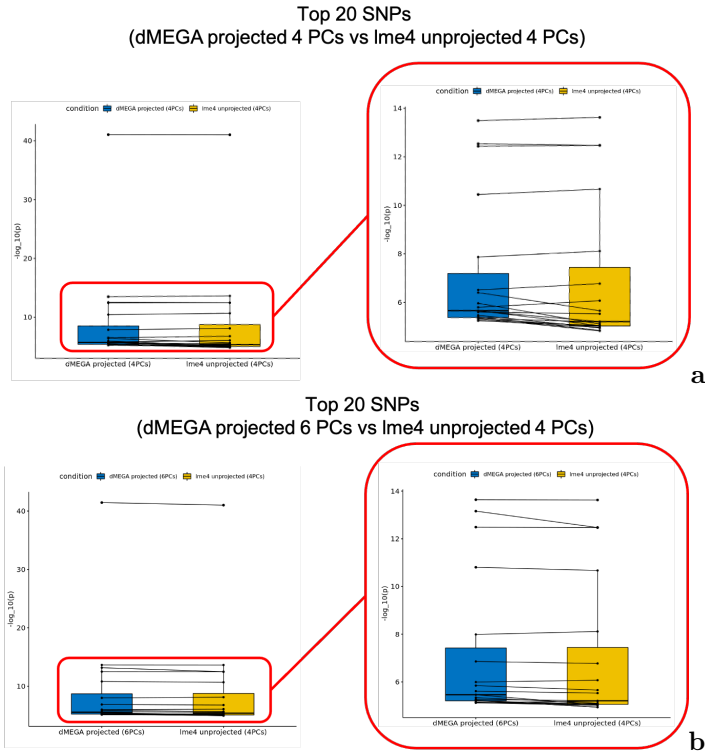 Top 20 SNPs
(dMEGA projected 4 PCs vs lme4 unprojected 4 PCs)
condition dMEGA projected (4PCs) lme4 unprojected (4PCs)
40
30
20
10
-log_10(p)
dMEGA projected (4PCs) lme4 unprojected (4PCs)
condition dMEGA projected (4PCs) lme4 unprojected (4PCs)
14
12
10
8
6
-log_10(p)
dMEGA projected (4PCs) lme4 unprojected (4PCs)
a
Top 20 SNPs
(dMEGA projected 6 PCs vs lme4 unprojected 4 PCs)
condition dMEGA projected (6PCs) lme4 unprojected (4PCs)
40
30
20
10
-log_10(p)
dMEGA projected (6PCs) lme4 unprojected (4PCs)
condition dMEGA projected (6PCs) lme4 unprojected (4PCs)
14
12
10
8
6
-log_10(p)
dMEGA projected (6PCs) lme4 unprojected (4PCs)
b